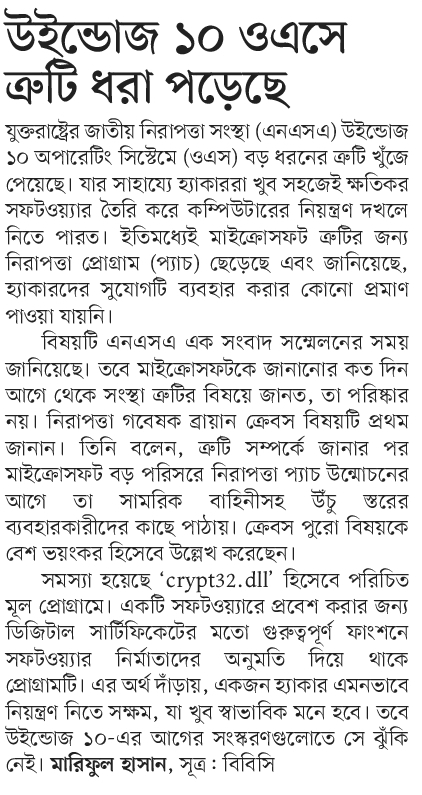 উইন্ডোজ ১০ ওএসে
ত্রুটি ধরা পড়েছে
যুক্তরাষ্ট্রের জাতীয় নিরাপত্তা সংস্থা (এনএসএ) উইন্ডোজ
১০ অপারেটিং সিস্টেমে (ওএস) বড় ধরনের ত্রুটি খুঁজে
পেয়েছে। যার সাহায্যে হ্যাকাররা খুব সহজেই ক্ষতিকর
সফটওয়্যার তৈরি করে কম্পিউটারের নিয়ন্ত্রণ দখলে
নিতে পারত। ইতিমধ্যেই মাইক্রোসফট ত্রুটির জন্য
নিরাপত্তা প্রোগ্রাম (প্যাচ) ছেড়েছে এবং জানিয়েছে,
হ্যাকারদের সুযোগটি ব্যবহার করার কোনো প্রমাণ
পাওয়া যায়নি।
বিষয়টি এনএসএ এক সংবাদ সম্মেলনের সময়
জানিয়েছে। তবে মাইক্রোসফটকে জানানোর কত দিন
আগে থেকে সংস্থা ত্রুটির বিষয়ে জানত, তা পরিষ্কার
নয়। নিরাপত্তা গবেষক ব্রায়ান ক্রেবস বিষয়টি প্রথম
জানান। তিনি বলেন, ত্রুটি সম্পর্কে জানার পর
মাইক্রোসফট বড় পরিসরে নিরাপত্তা প্যাচ উন্মোচনের
আগে তা সামরিক বাহিনীসহ উঁচু স্তরের
ব্যবহারকারীদের কাছে পাঠায়। ক্রেবস পুরো বিষয়কে
বেশ ভয়ংকর হিসেবে উল্লেখ করেছেন।
সমস্যা হয়েছে ‘crypt32.dll’ হিসেবে পরিচিত
মূল প্রোগ্রামে। একটি সফটওয়্যারে প্রবেশ করার জন্য
ডিজিটাল সার্টিফিকেটের মতো গুরুত্বপূর্ণ ফাংশনে
সফটওয়্যার নির্মাতাদের অনুমতি দিয়ে থাকে
প্রোগ্রামটি। এর অর্থ দাঁড়ায়, একজন হ্যাকার এমনভাবে
নিয়ন্ত্রণ নিতে সক্ষম, যা খুব স্বাভাবিক মনে হবে। তবে
উইন্ডোজ ১০-এর আগের সংস্করণগুলোতে সে ঝুঁকি
নেই। মারিফুল হাসান, সূত্র : বিবিসি